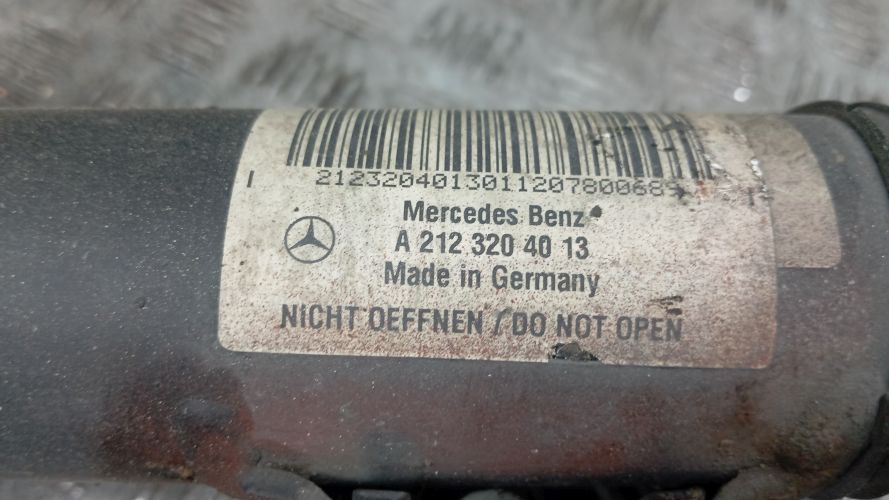 2123204013011207800689
Mercedes Benz
A 212 320 40 13
Made in Germany
NICHT OEFFNEN / DO NOT OPEN